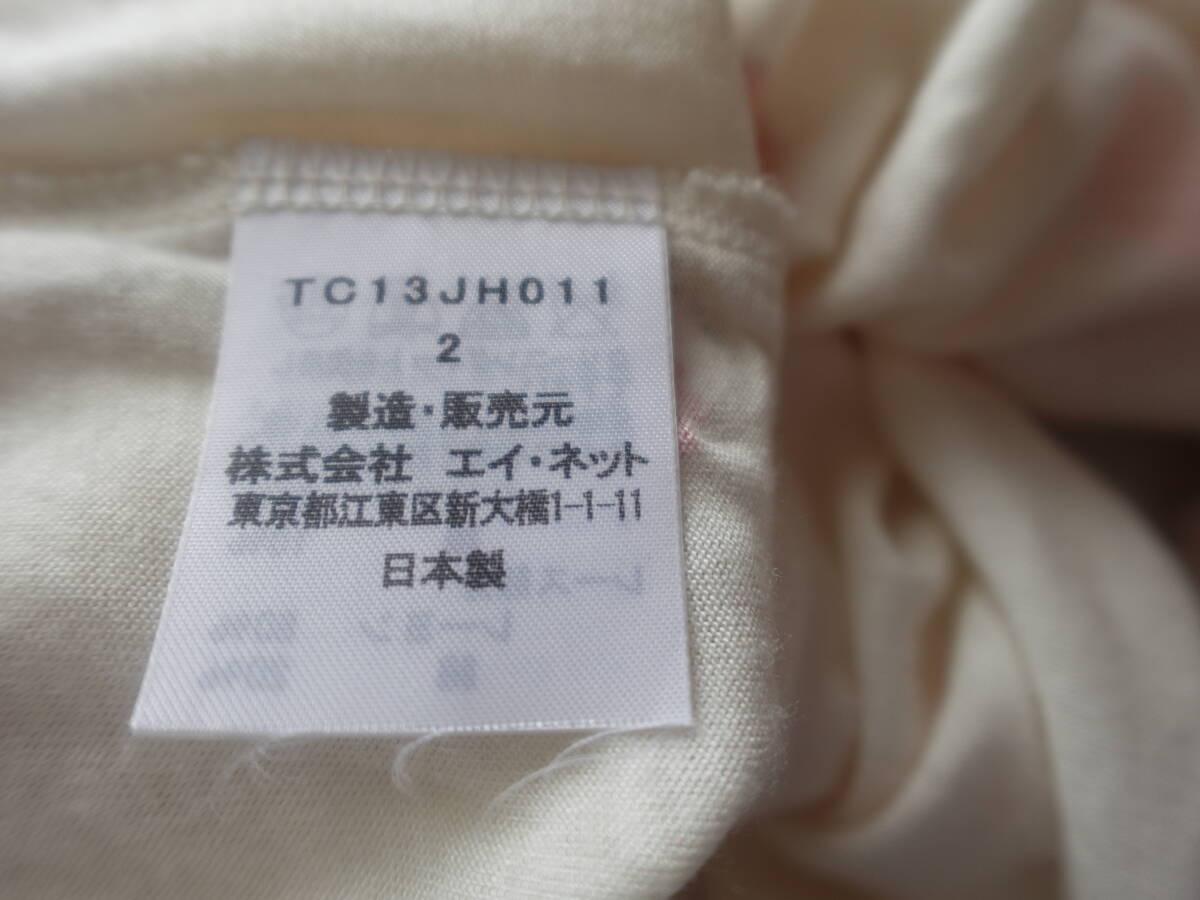 TC13JH011
2
製造・販売元
株式会社 エイ・ネット
東京都江東区新大橋1-1-11
日本製